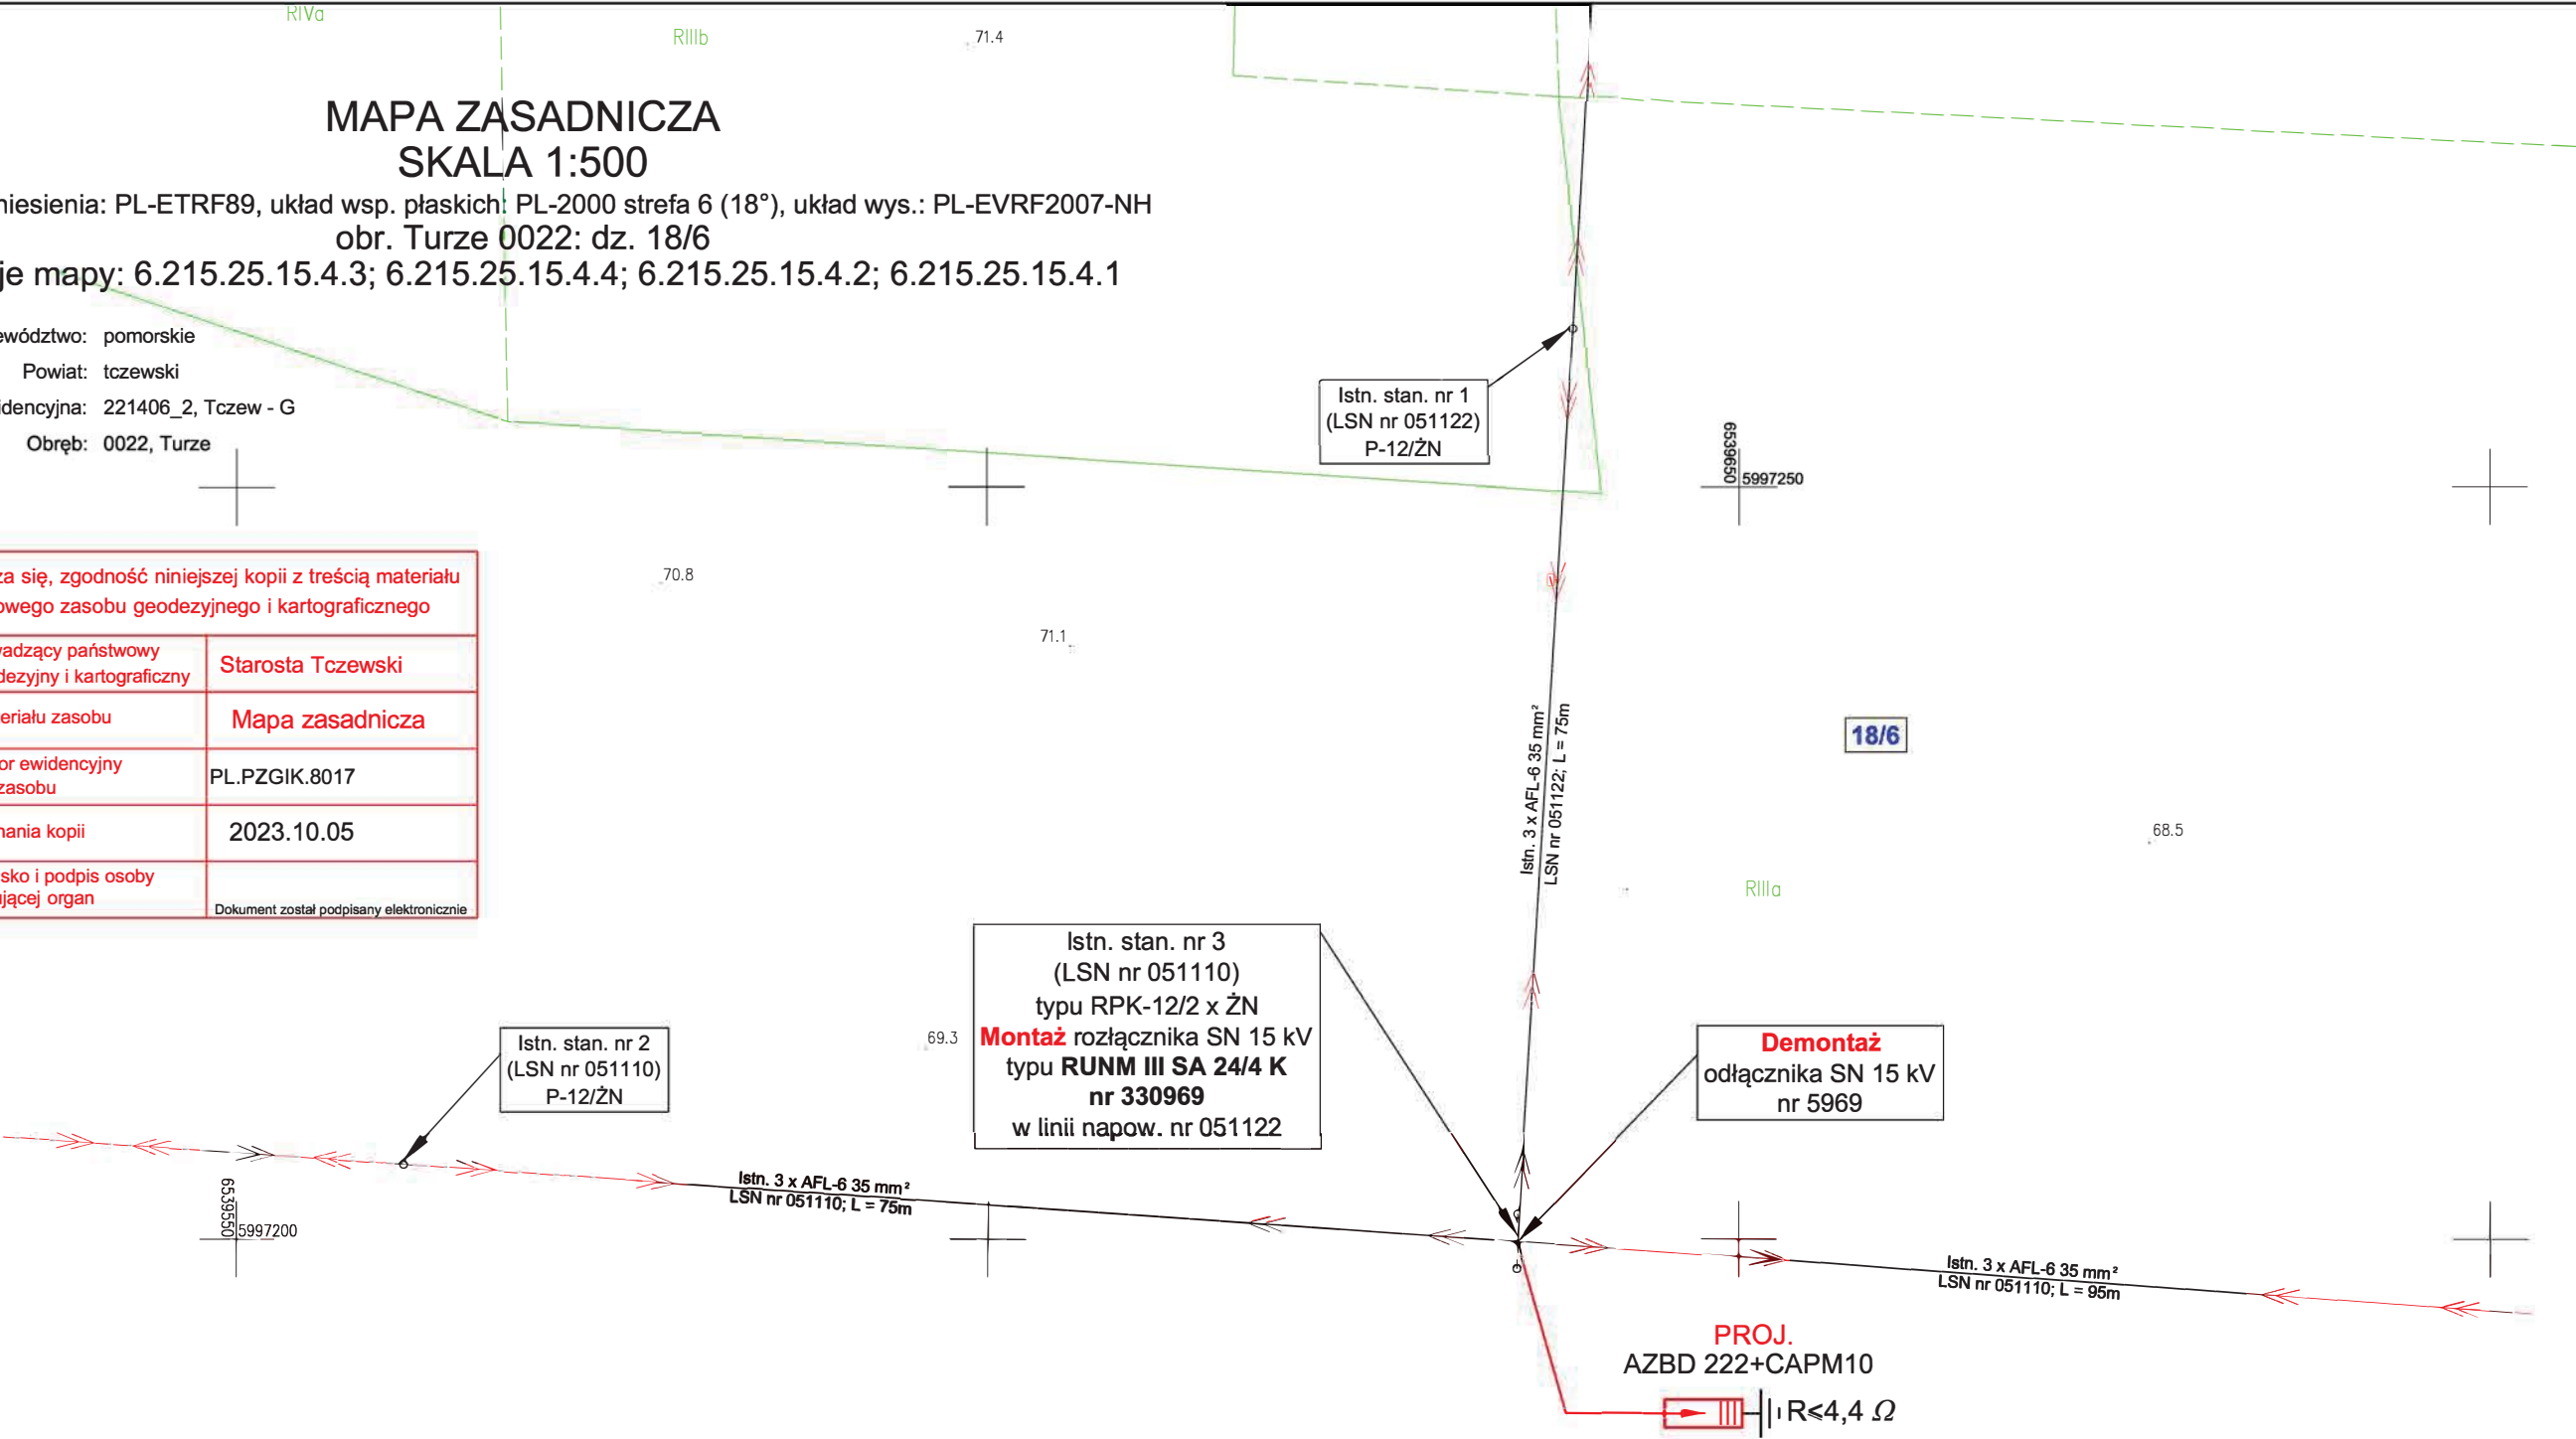 RIVa
RIIIb
71.4
MAPA ZASADNICZA
SKALA 1:500
niesienia: PL-ETRF89, układ wsp. płaskich: PL-2000 strefa 6 (18°), układ wys.: PL-EVRF2007-NH
obr. Turze 0022: dz. 18/6
je mapy: 6.215.25.15.4.3; 6.215.25.15.4.4; 6.215.25.15.4.2; 6.215.25.15.4.1
ewództwo: pomorskie
Powiat: tczewski
idencyjna: 221406_2, Tczew - G
Obręb: 0022, Turze
Istn. stan. nr 1
(LSN nr 051122)
P-12/ŻN
6539650
5997250
za się, zgodność niniejszej kopii z treścią materiału
owego zasobu geodezyjnego i kartograficznego
vadzący państwowy
dezyjny i kartograficzny
Starosta Tczewski
eriału zasobu
Mapa zasadnicza
or ewidencyjny
zasobu
PL.PZGIK.8017
nania kopii
2023.10.05
sko i podpis osoby
ującej organ
Dokument został podpisany elektronicznie
70.8
71.1
Istn. 3 x AFL-6 35 mm²
LSN nr 051122; L = 75m
18/6
68.5
RIIIa
Istn. stan. nr 3
(LSN nr 051110)
typu RPK-12/2 x ŻN
Montaż rozłącznika SN 15 kV
typu RUNM III SA 24/4 K
nr 330969
w linii napow. nr 051122
69.3
Istn. stan. nr 2
(LSN nr 051110)
P-12/ŻN
Demontaż
odłącznika SN 15 kV
nr 5969
6539550
5997200
Istn. 3 x AFL-6 35 mm²
LSN nr 051110; L = 75m
Istn. 3 x AFL-6 35 mm²
LSN nr 051110; L = 95m
PROJ.
AZBD 222+CAPM10
R≤4,4 Ω